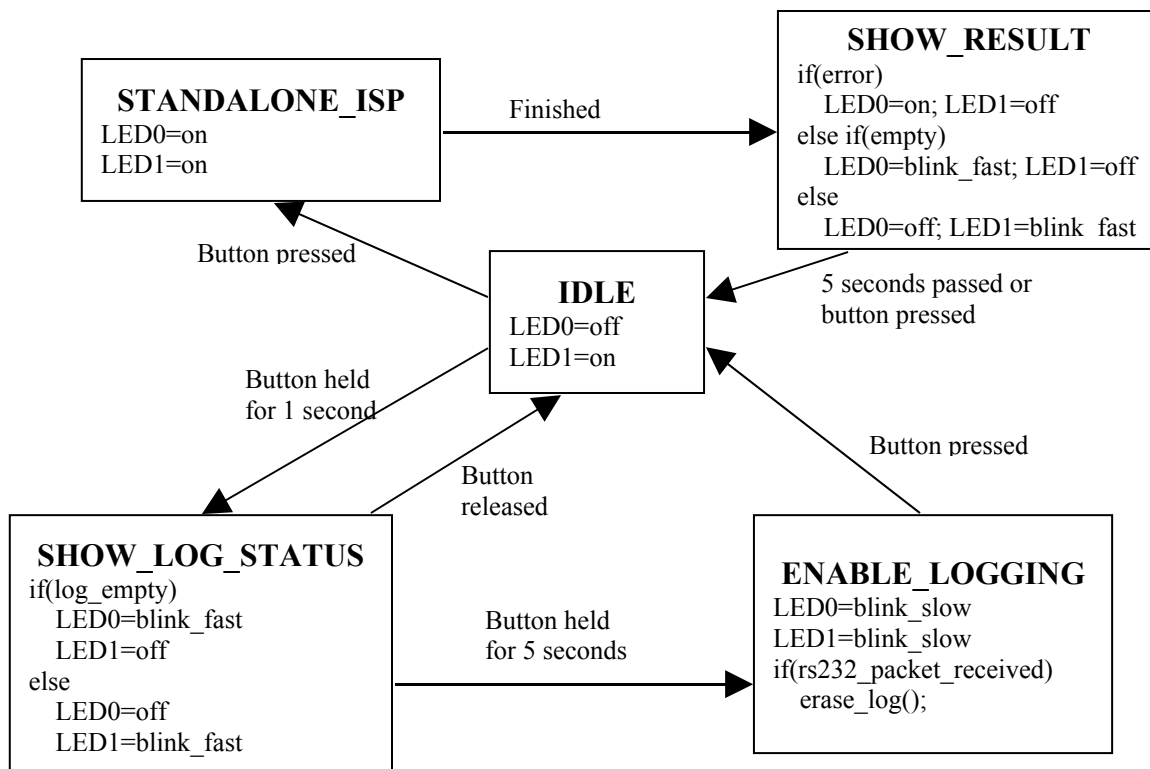 SHOW_RESULT
if(error)
LED0=on; LED1=off
else if(empty)
LED0=blink_fast; LED1=off
else
LED0=off; LED1=blink_fast
STANDALONE_ISP
LED0=on
LED1=on
Finished
Button pressed
5 seconds passed or
button pressed
IDLE
LED0=off
LED1=on
Button held
for 1 second
Button
released
Button pressed
SHOW_LOG_STATUS
if(log_empty)
LED0=blink_fast
LED1=off
else
LED0=off
LED1=blink_fast
Button held
for 5 seconds
ENABLE_LOGGING
LED0=blink_slow
LED1=blink_slow
if(rs232_packet_received)
erase_log();